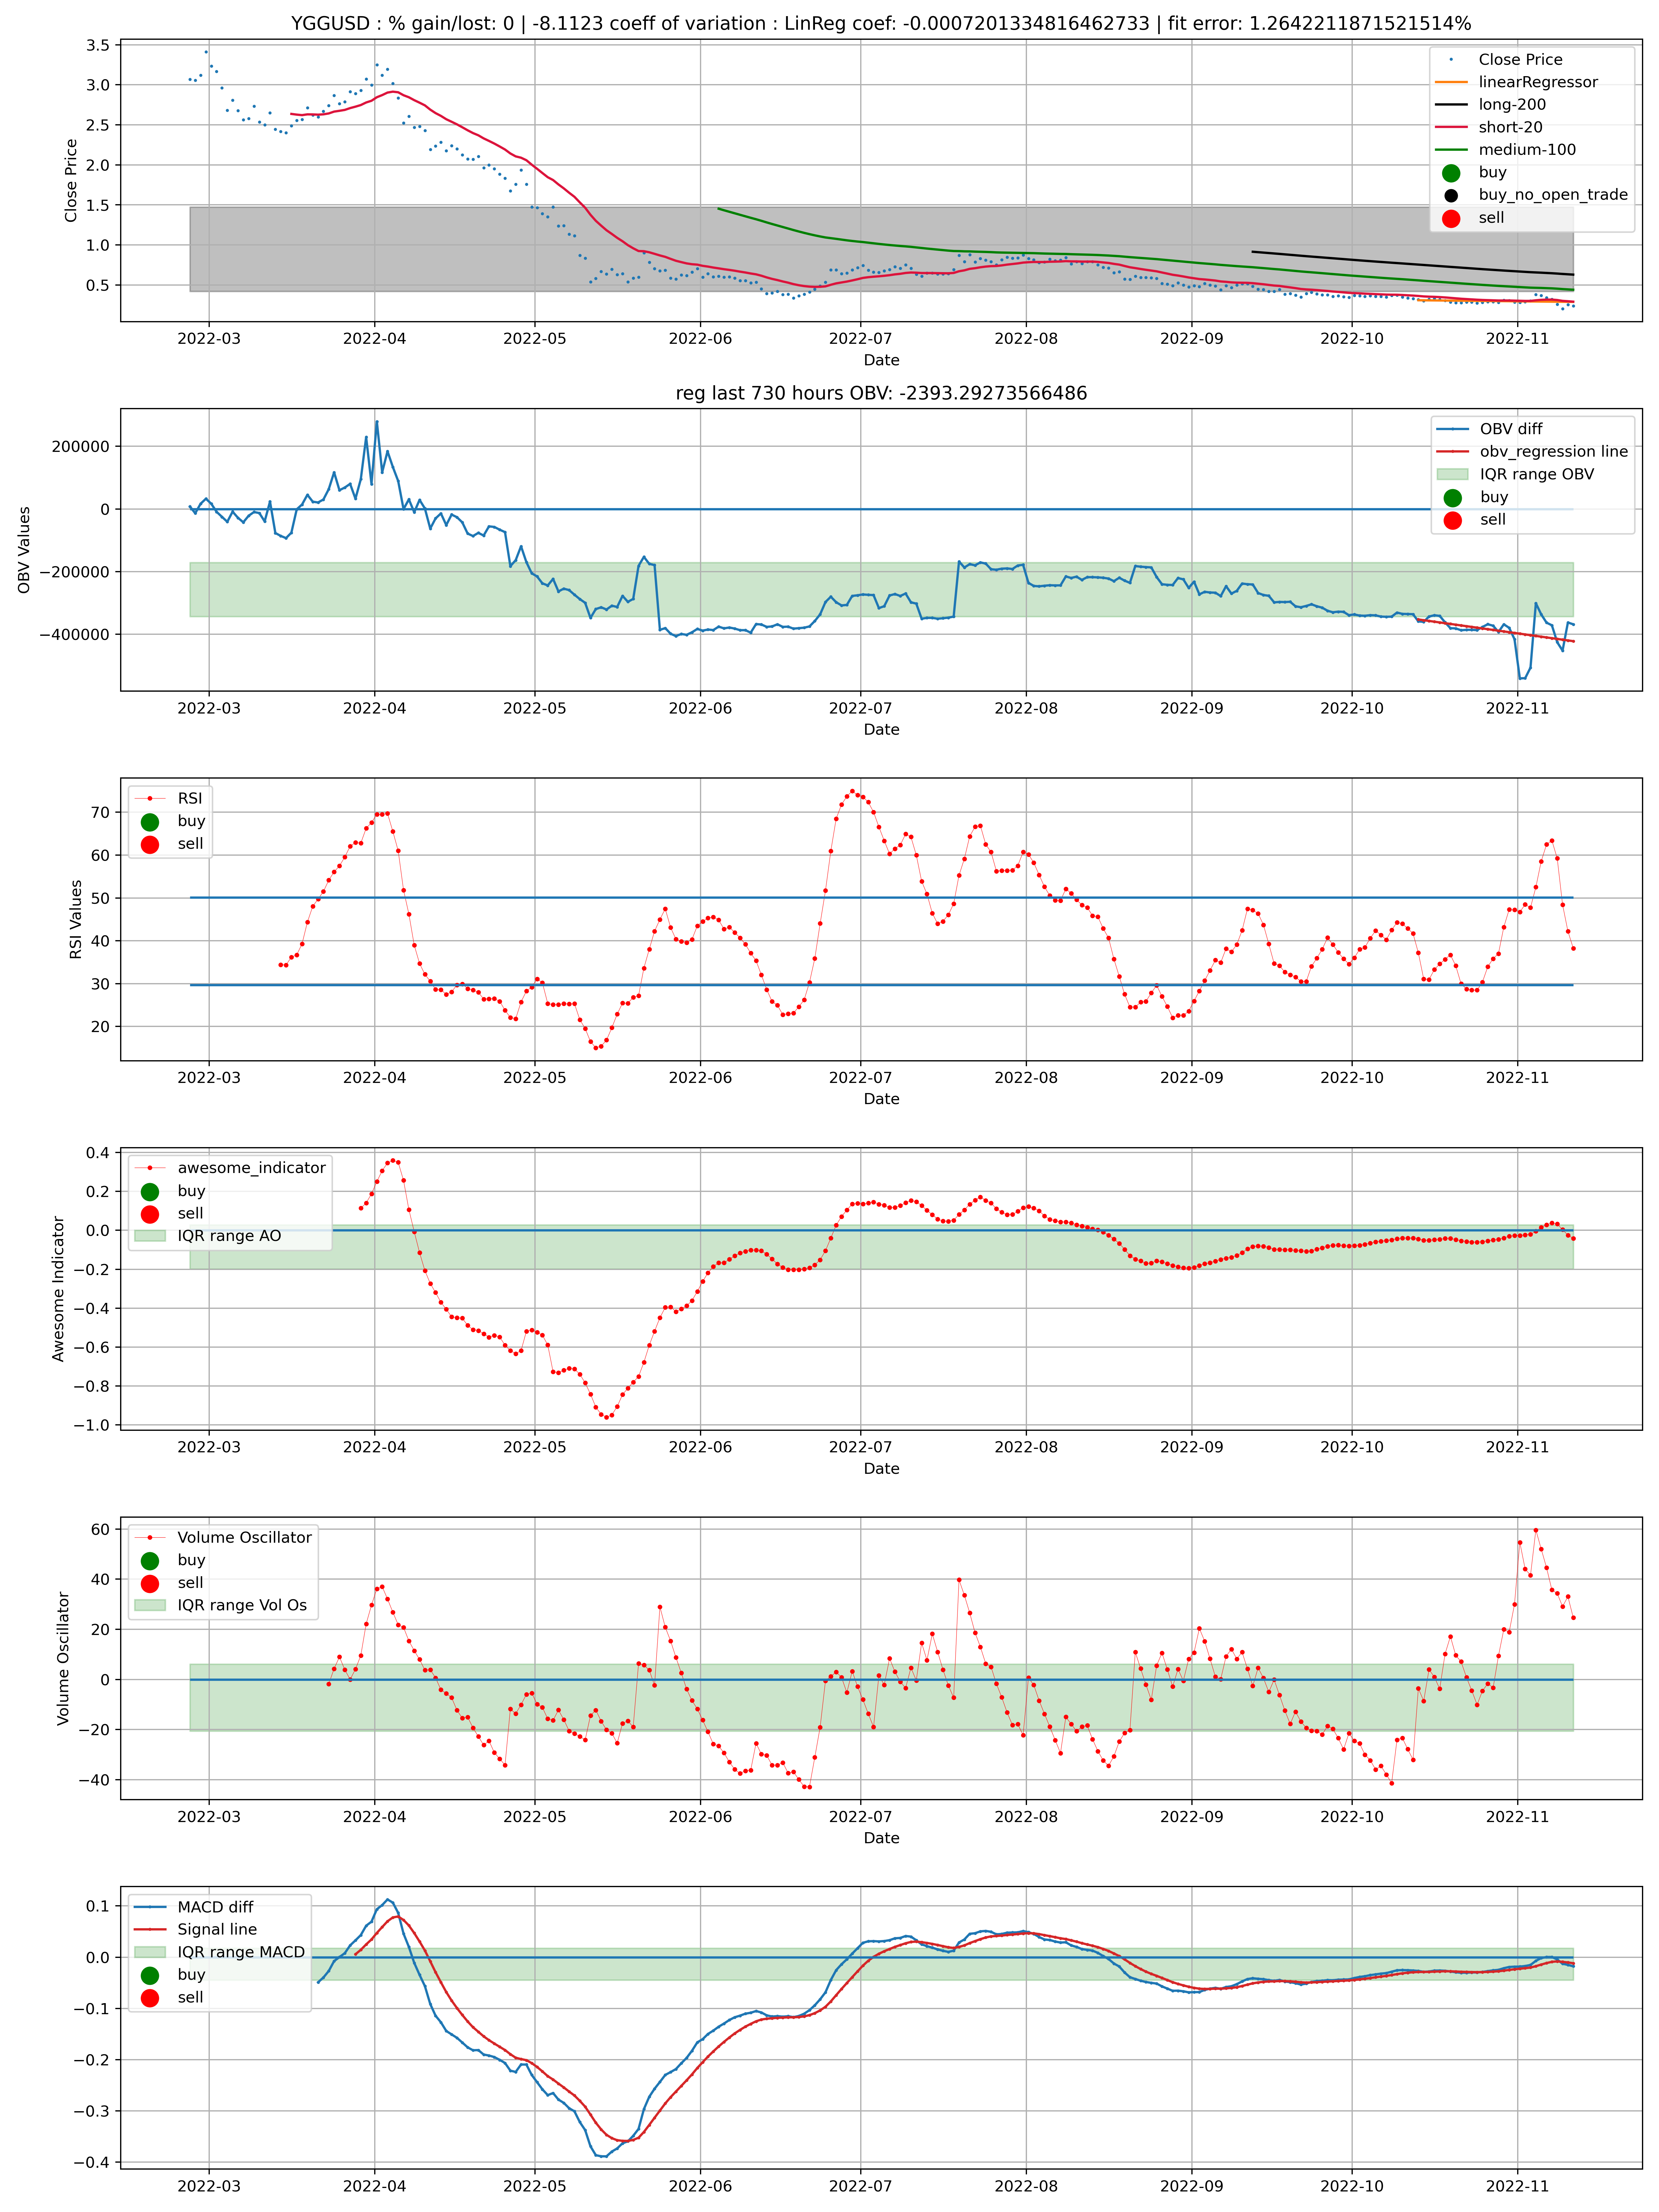 YGGUSD : % gain/lost: 0 | -8.1123 coeff of variation : LinReg coef: -0.0007201334816462733 | fit error: 1.2642211871521514%
3.5
3.0
2.5
2.0
1.5
1.0
0.5
Close Price
Close Price
linearRegressor
long-200
short-20
medium-100
buy
buy_no_open_trade
sell
2022-03 2022-04 2022-05 2022-06 2022-07 2022-08 2022-09 2022-10 2022-11
Date
reg last 730 hours OBV: -2393.29273566486
200000
0
−200000
−400000
OBV Values
OBV diff
obv_regression line
IQR range OBV
buy
sell
2022-03 2022-04 2022-05 2022-06 2022-07 2022-08 2022-09 2022-10 2022-11
Date
70
60
50
40
30
20
RSI Values
RSI
buy
sell
2022-03 2022-04 2022-05 2022-06 2022-07 2022-08 2022-09 2022-10 2022-11
Date
0.4
0.2
0.0
−0.2
−0.4
−0.6
−0.8
−1.0
Awesome Indicator
awesome_indicator
buy
sell
IQR range AO
2022-03 2022-04 2022-05 2022-06 2022-07 2022-08 2022-09 2022-10 2022-11
Date
60
40
20
0
−20
−40
Volume Oscillator
Volume Oscillator
buy
sell
IQR range Vol Os
2022-03 2022-04 2022-05 2022-06 2022-07 2022-08 2022-09 2022-10 2022-11
Date
0.1
0.0
−0.1
−0.2
−0.3
−0.4
MACD diff
Signal line
IQR range MACD
buy
sell
2022-03 2022-04 2022-05 2022-06 2022-07 2022-08 2022-09 2022-10 2022-11